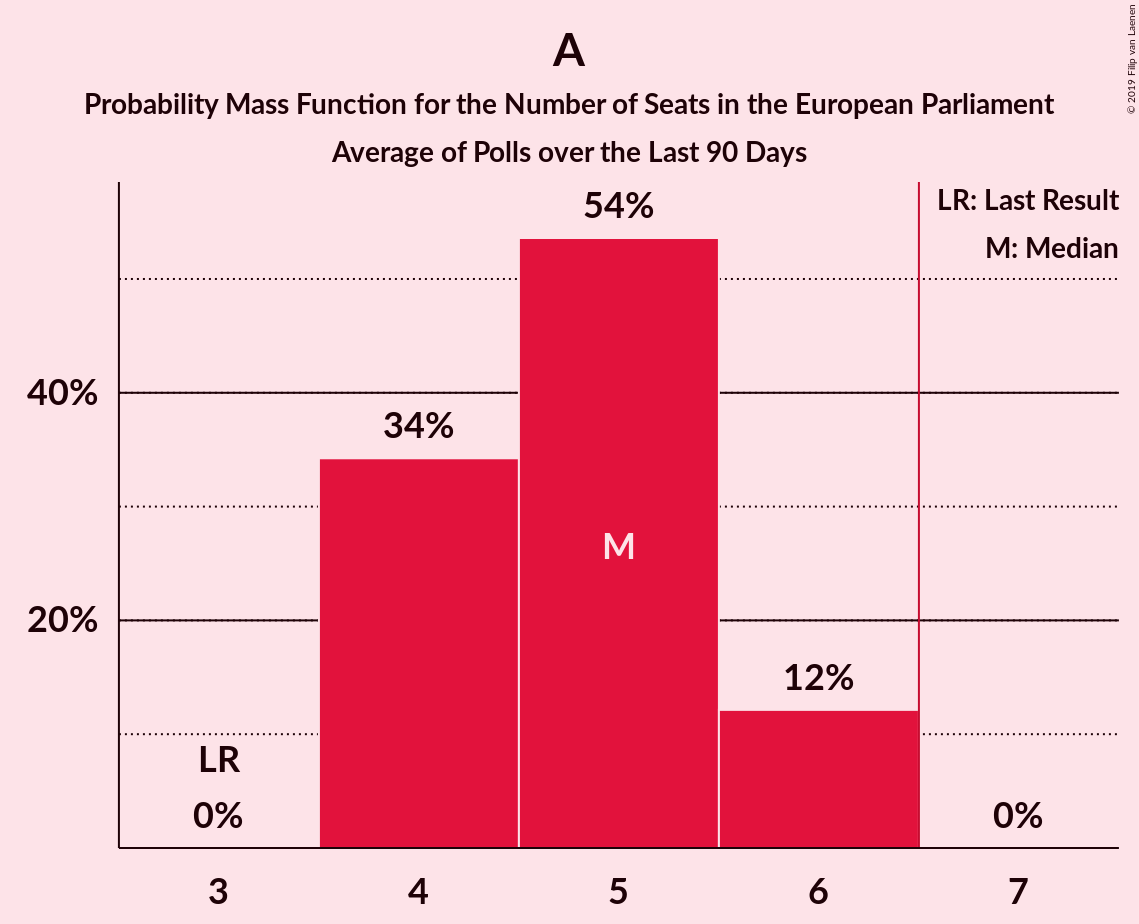 A
Probability Mass Function for the Number of Seats in the European Parliament
Average of Polls over the Last 90 Days
© 2019 Filip van Laenen
LR: Last Result
M: Median
54%
40%
34%
M
20%
12%
LR
0%
0%
3 4 5 6 7